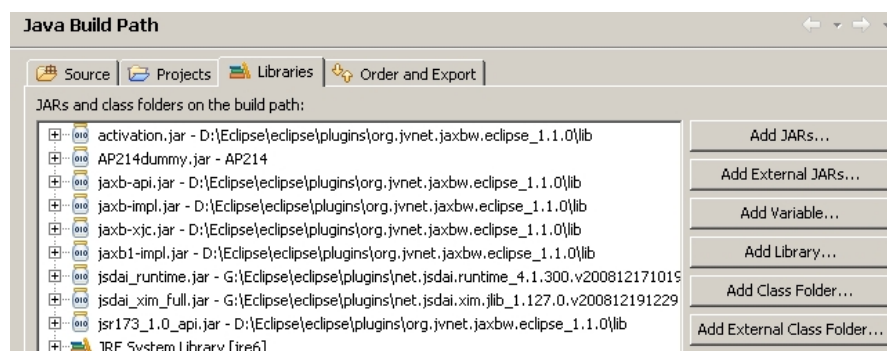 Java Build Path
Source Projects Libraries Order and Export
JARs and class folders on the build path:
activation.jar - D:\Eclipse\eclipse\plugins\org.jvnet.jaxbw.eclipse_1.1.0\lib
Add JARs...
AP214dummy.jar - AP214
jaxb-api.jar - D:\Eclipse\eclipse\plugins\org.jvnet.jaxbw.eclipse_1.1.0\lib
Add External JARs...
jaxb-impl.jar - D:\Eclipse\eclipse\plugins\org.jvnet.jaxbw.eclipse_1.1.0\lib
Add Variable...
jaxb-xjc.jar - D:\Eclipse\eclipse\plugins\org.jvnet.jaxbw.eclipse_1.1.0\lib
jaxb1-impl.jar - D:\Eclipse\eclipse\plugins\org.jvnet.jaxbw.eclipse_1.1.0\lib
Add Library...
jsdai_runtime.jar - G:\Eclipse\eclipse\plugins\net.jsdai.runtime_4.1.300.v200812171019
Add Class Folder...
jsdai_xim_full.jar - G:\Eclipse\eclipse\plugins\net.jsdai.xim.jlib_1.127.0.v200812191229
jsr173_1.0_api.jar - D:\Eclipse\eclipse\plugins\org.jvnet.jaxbw.eclipse_1.1.0\lib
Add External Class Folder...
JRE System Library [jre6]